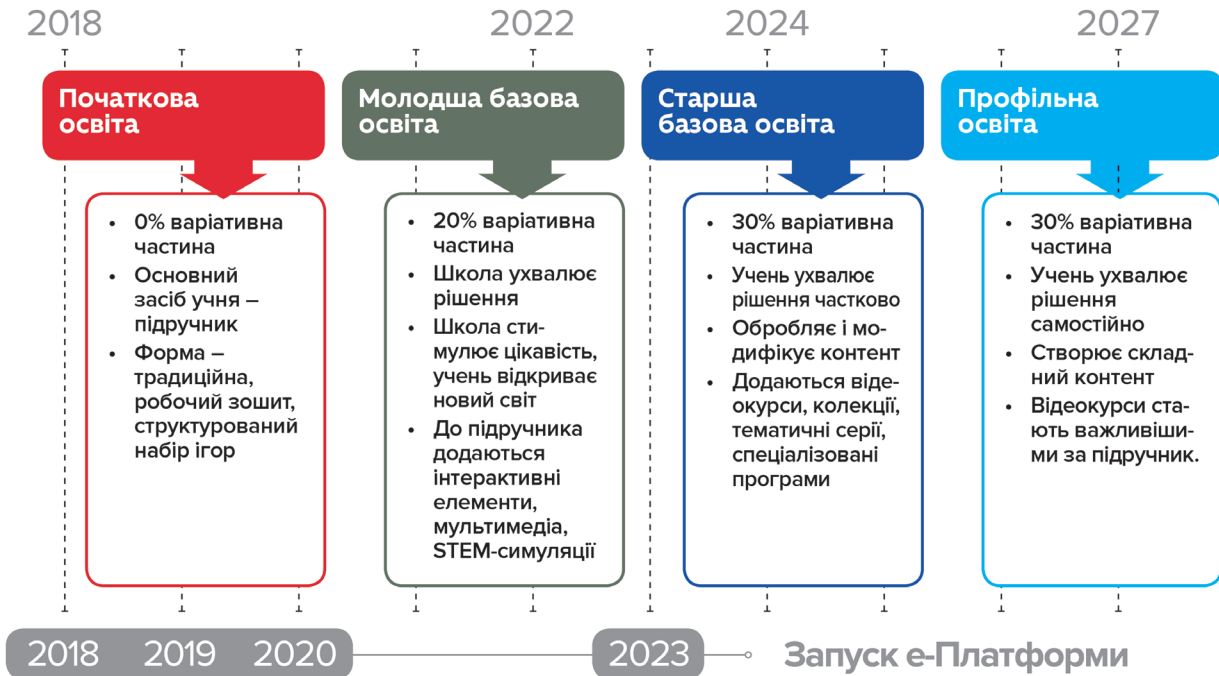 2018
2022
2024
2027
Початкова
освіта
• 0% варіативна
частина
• Основний
засіб учня –
підручник
• Форма –
традиційна,
робочий зошит,
структурований
набір ігор
Молодша базова
освіта
• 20% варіативна
частина
• Школа ухвалює
рішення
• Школа сти-
мулює цікавість,
учень відкриває
новий світ
• До підручника
додаються
інтерактивні
елементи,
мультимедіа,
STEM-симуляції
Старша
базова освіта
• 30% варіативна
частина
• Учень ухвалює
рішення частково
• Обробляє і мо-
дифікує контент
• Додаються віде-
окурси, колекції,
тематичні серії,
спеціалізовані
програми
Профільна
освіта
• 30% варіативна
частина
• Учень ухвалює
рішення
самостійно
• Створює склад-
ний контент
• Відеокурси ста-
ють важливіши-
ми за підручник.
2018 2019 2020 2023 Запуск е-Платформи